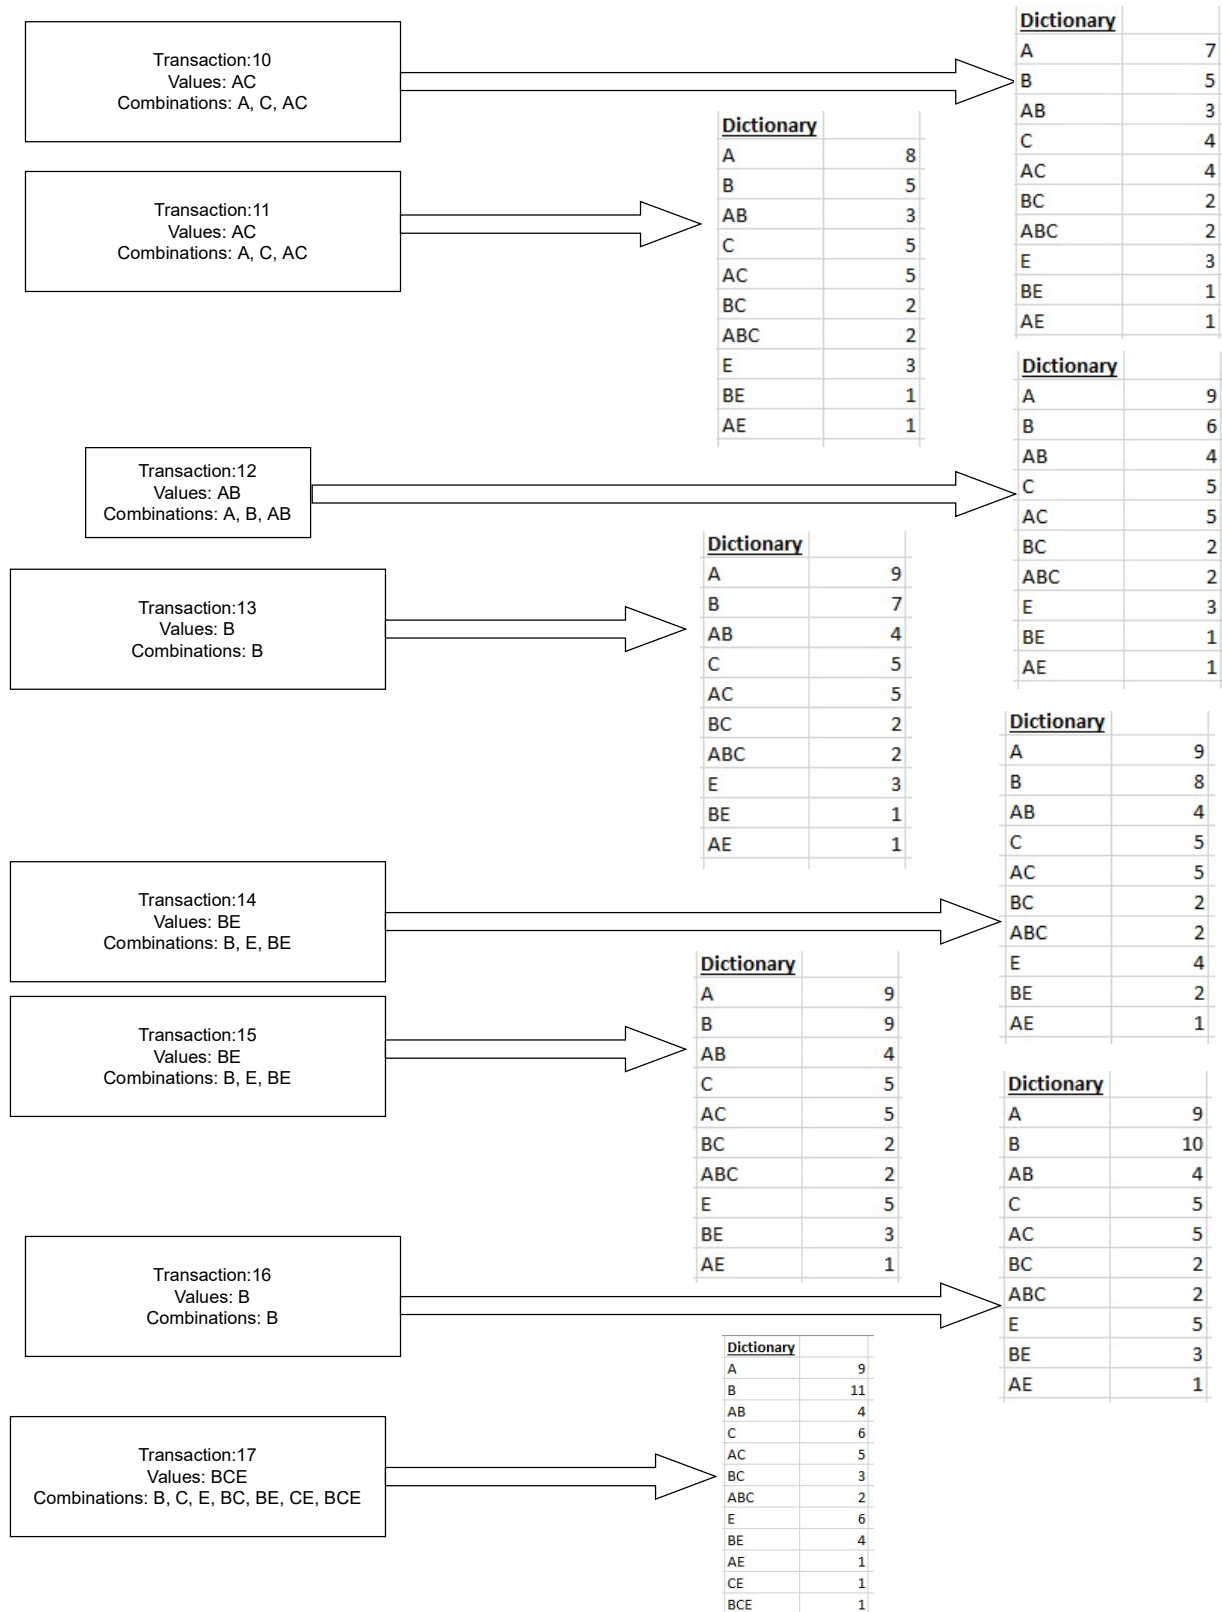 Transaction:10
Values: AC
Combinations: A, C, AC
Dictionary
A 7
B 5
AB 3
C 4
AC 4
BC 2
ABC 2
E 3
BE 1
AE 1
Transaction:11
Values: AC
Combinations: A, C, AC
Dictionary
A 8
B 5
AB 3
C 5
AC 5
BC 2
ABC 2
E 3
BE 1
AE 1
Transaction:12
Values: AB
Combinations: A, B, AB
Dictionary
A 9
B 6
AB 4
C 5
AC 5
BC 2
ABC 2
E 3
BE 1
AE 1
Transaction:13
Values: B
Combinations: B
Dictionary
A 9
B 7
AB 4
C 5
AC 5
BC 2
ABC 2
E 3
BE 1
AE 1
Transaction:14
Values: BE
Combinations: B, E, BE
Dictionary
A 9
B 8
AB 4
C 5
AC 5
BC 2
ABC 2
E 4
BE 2
AE 1
Transaction:15
Values: BE
Combinations: B, E, BE
Dictionary
A 9
B 9
AB 4
C 5
AC 5
BC 2
ABC 2
E 5
BE 3
AE 1
Transaction:16
Values: B
Combinations: B
Dictionary
A 9
B 10
AB 4
C 5
AC 5
BC 2
ABC 2
E 5
BE 3
AE 1
Transaction:17
Values: BCE
Combinations: B, C, E, BC, BE, CE, BCE
Dictionary
A 9
B 11
AB 4
C 6
AC 5
BC 3
ABC 2
E 6
BE 4
AE 1
CE 1
BCE 1